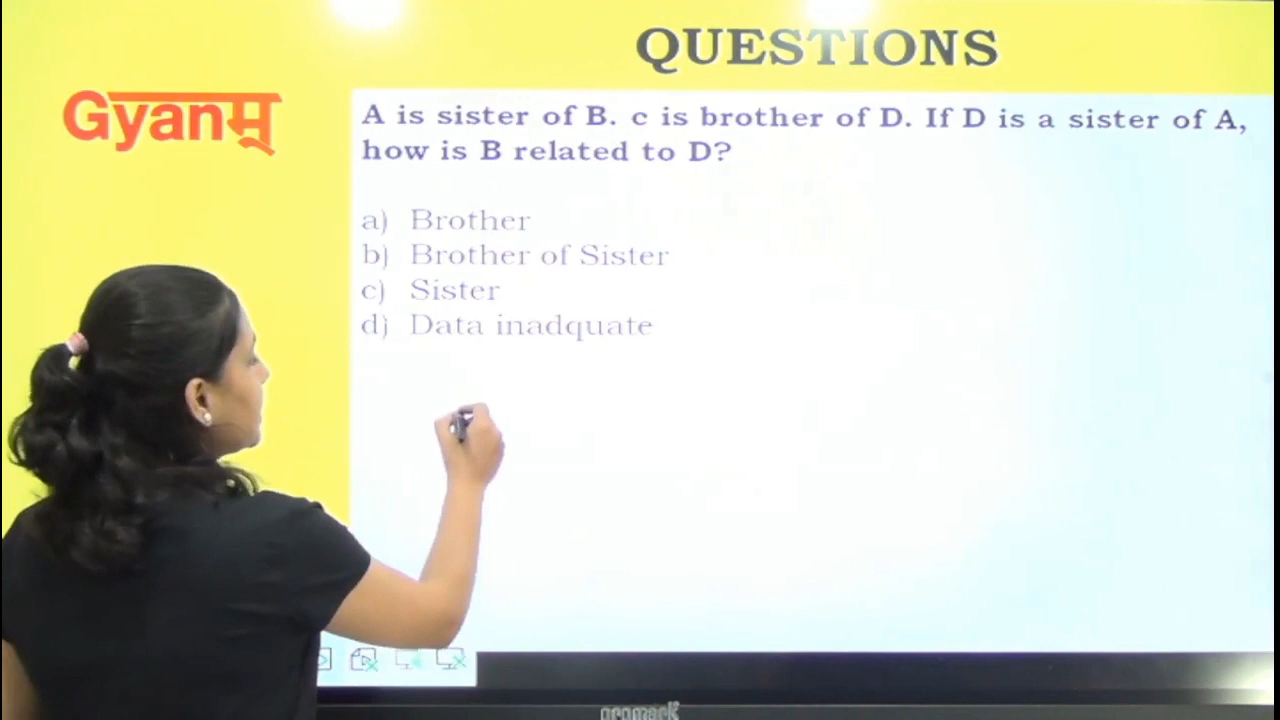 QUESTIONS
Gyanम्
A is sister of B. c is brother of D. If D is a sister of A,
how is B related to D?
a) Brother
b) Brother of Sister
c) Sister
d) Data inadquate
promark